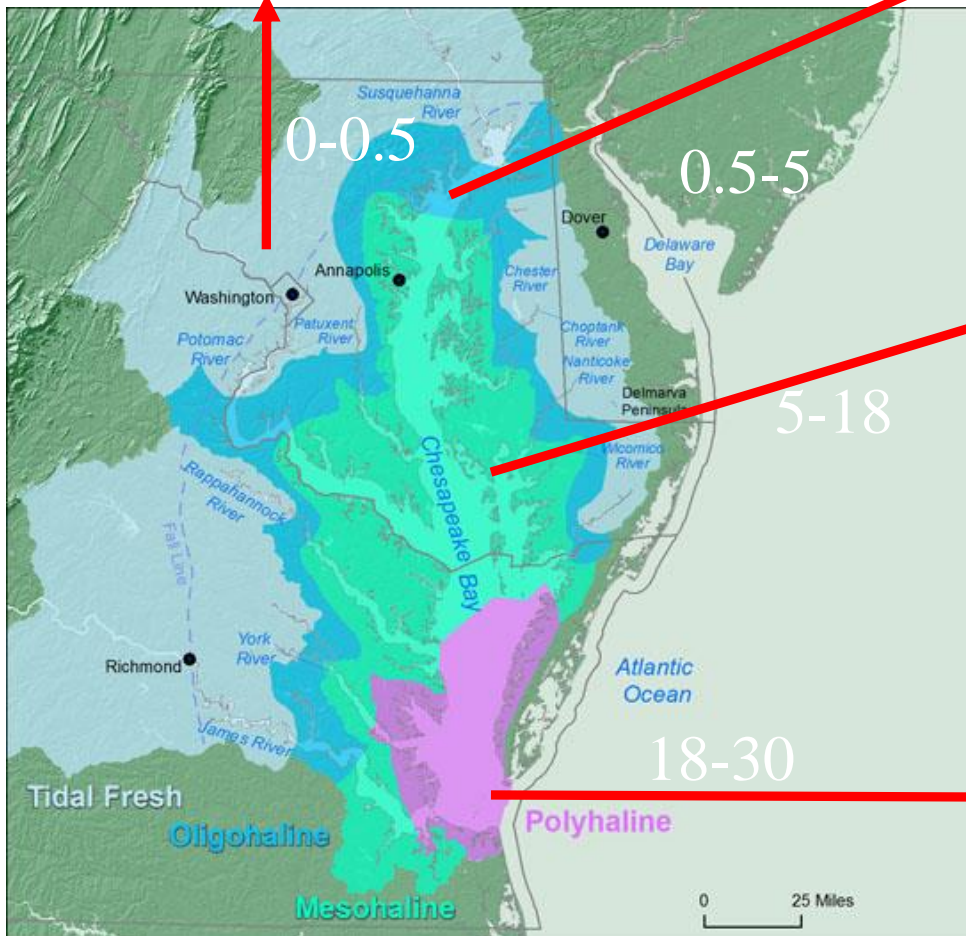 Susquehanna
River
0-0.5
0.5-5
Dover
Delaware
Bay
Annapolis
Chester
River
Washington
Patuxent
River
Choptank
River
Potomac
River
Nanticoke
River
Delmarva
Peninsula
5-18
Wicomico
River
Chesapeake Bay
Rappahannock
River
Fall Line
York
River
Richmond
Atlantic
Ocean
James River
18-30
Tidal Fresh
Oligohaline
Polyhaline
Mesohaline
0 25 Miles